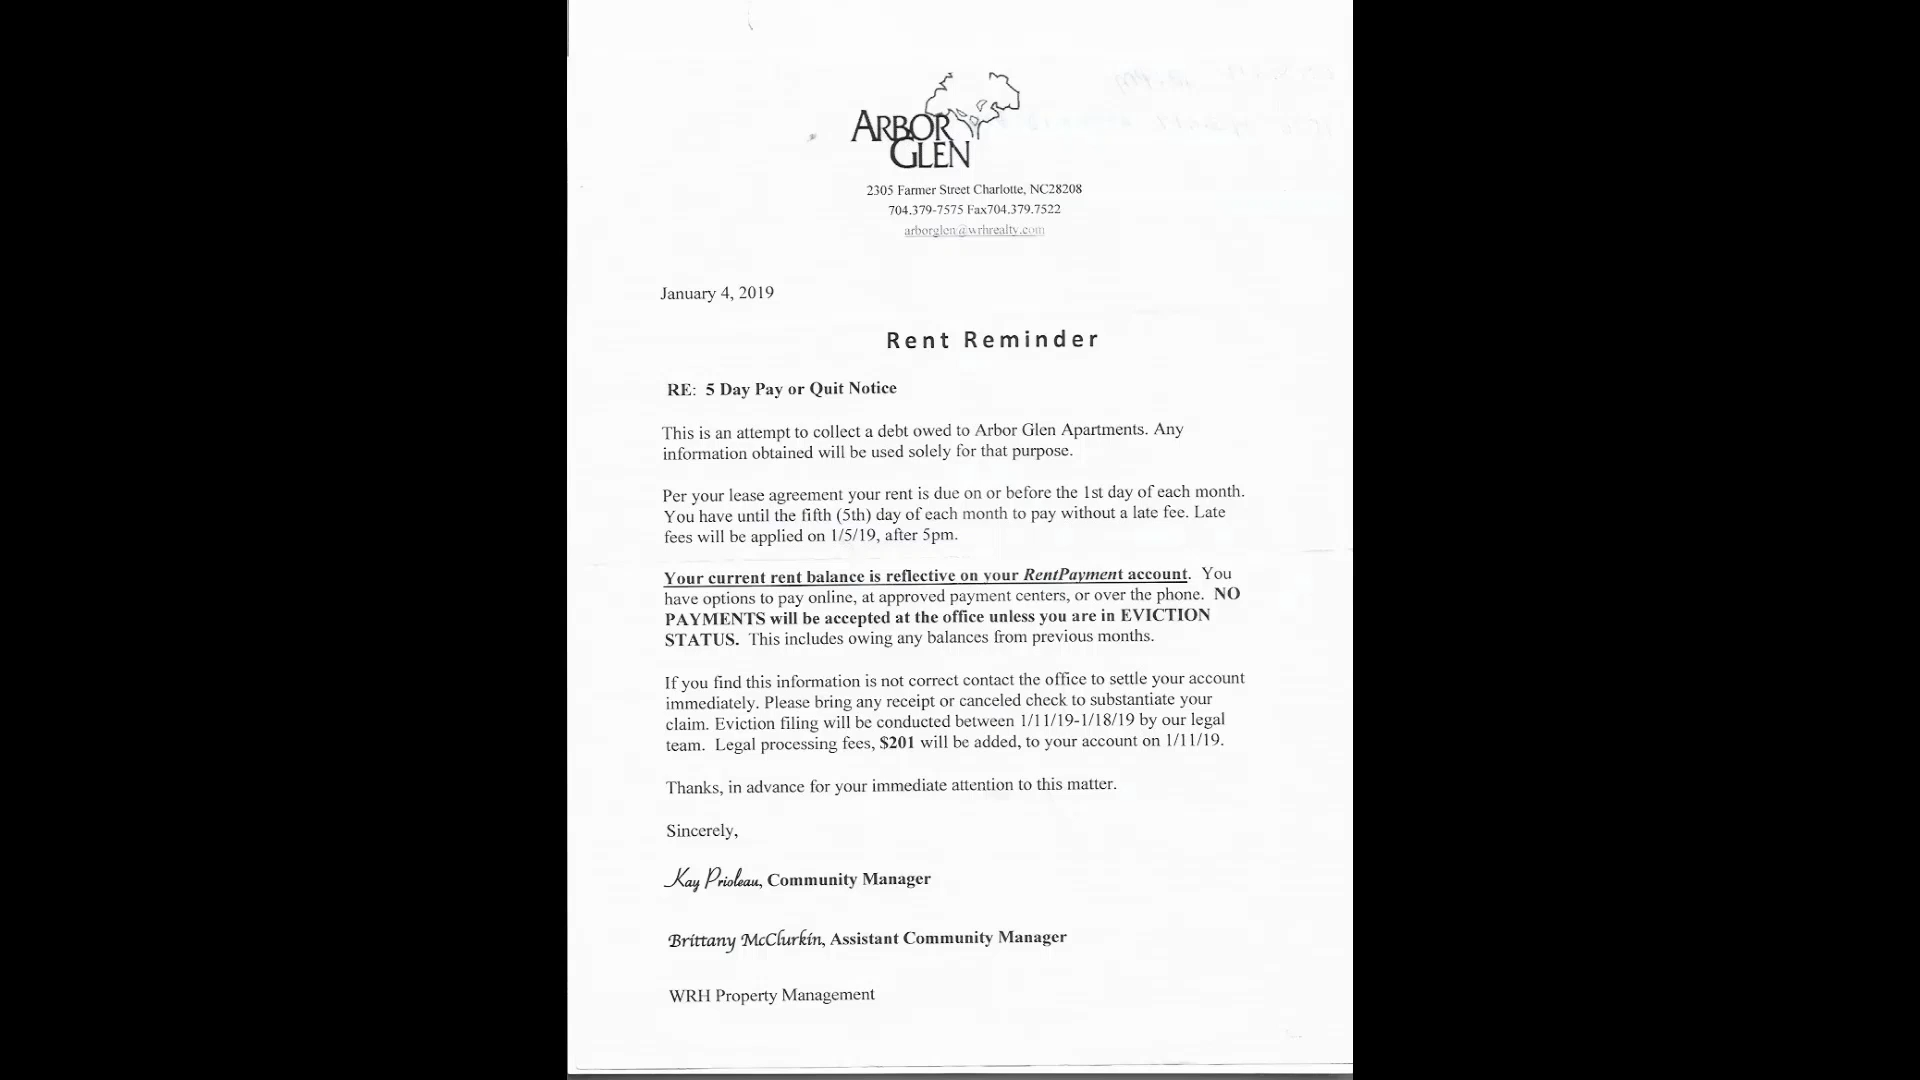 ARBOR
GLEN
2305 Farmer Street Charlotte, NC28208
704.379-7575 Fax704.379.7522
arborglen@wrhrealty.com
January 4, 2019
Rent Reminder
RE: 5 Day Pay or Quit Notice
This is an attempt to collect a debt owed to Arbor Glen Apartments. Any
information obtained will be used solely for that purpose.
Per your lease agreement your rent is due on or before the 1st day of each month.
You have until the fifth (5th) day of each month to pay without a late fee. Late
fees will be applied on 1/5/19, after 5pm.
Your current rent balance is reflective on your RentPayment account. You
have options to pay online, at approved payment centers, or over the phone. NO
PAYMENTS will be accepted at the office unless you are in EVICTION
STATUS. This includes owing any balances from previous months.
If you find this information is not correct contact the office to settle your account
immediately. Please bring any receipt or canceled check to substantiate your
claim. Eviction filing will be conducted between 1/11/19-1/18/19 by our legal
team. Legal processing fees, $201 will be added, to your account on 1/11/19.
Thanks, in advance for your immediate attention to this matter.
Sincerely,
Kay Prioleau, Community Manager
Brittany McClurkin, Assistant Community Manager
WRH Property Management